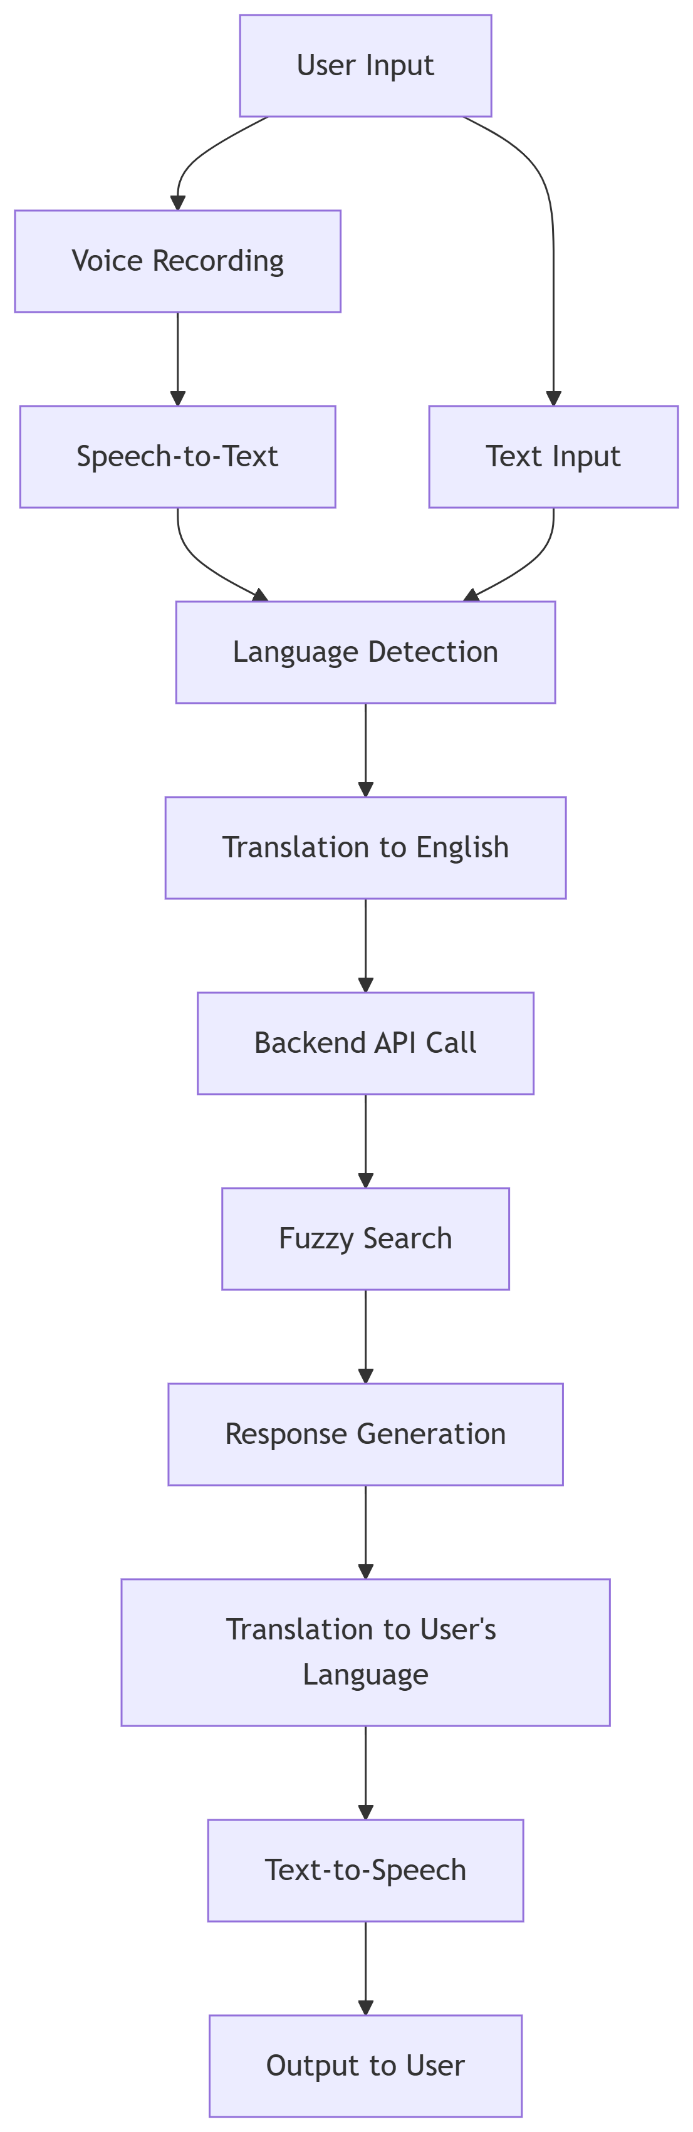 User Input
Voice Recording
Speech-to-Text
Text Input
Language Detection
Translation to English
Backend API Call
Fuzzy Search
Response Generation
Translation to User's
Language
Text-to-Speech
Output to User